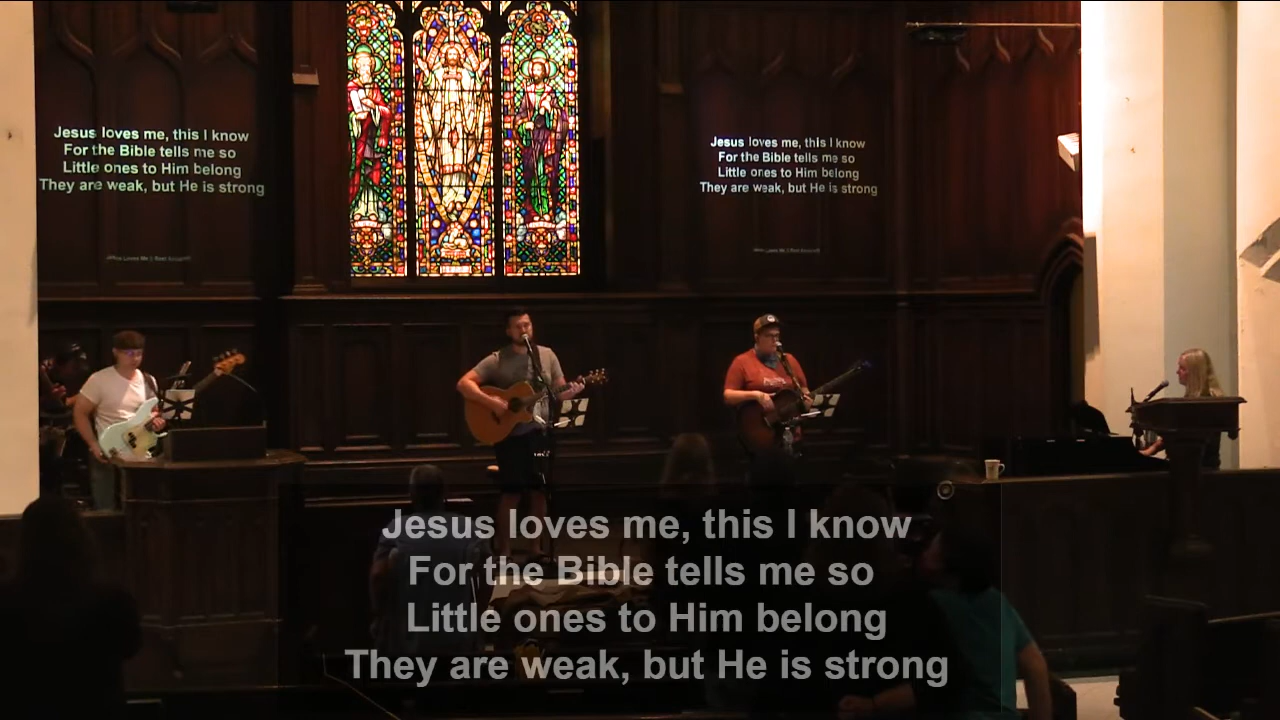 Jesus loves me, this I know
For the Bible tells me so
Little ones to Him belong
They are weak, but He is strong
Jesus loves me, this I know
For the Bible tells me so
Little ones to Him belong
They are weak, but He is strong
Jesus loves me, this I know
For the Bible tells me so
Little ones to Him belong
They are weak, but He is strong